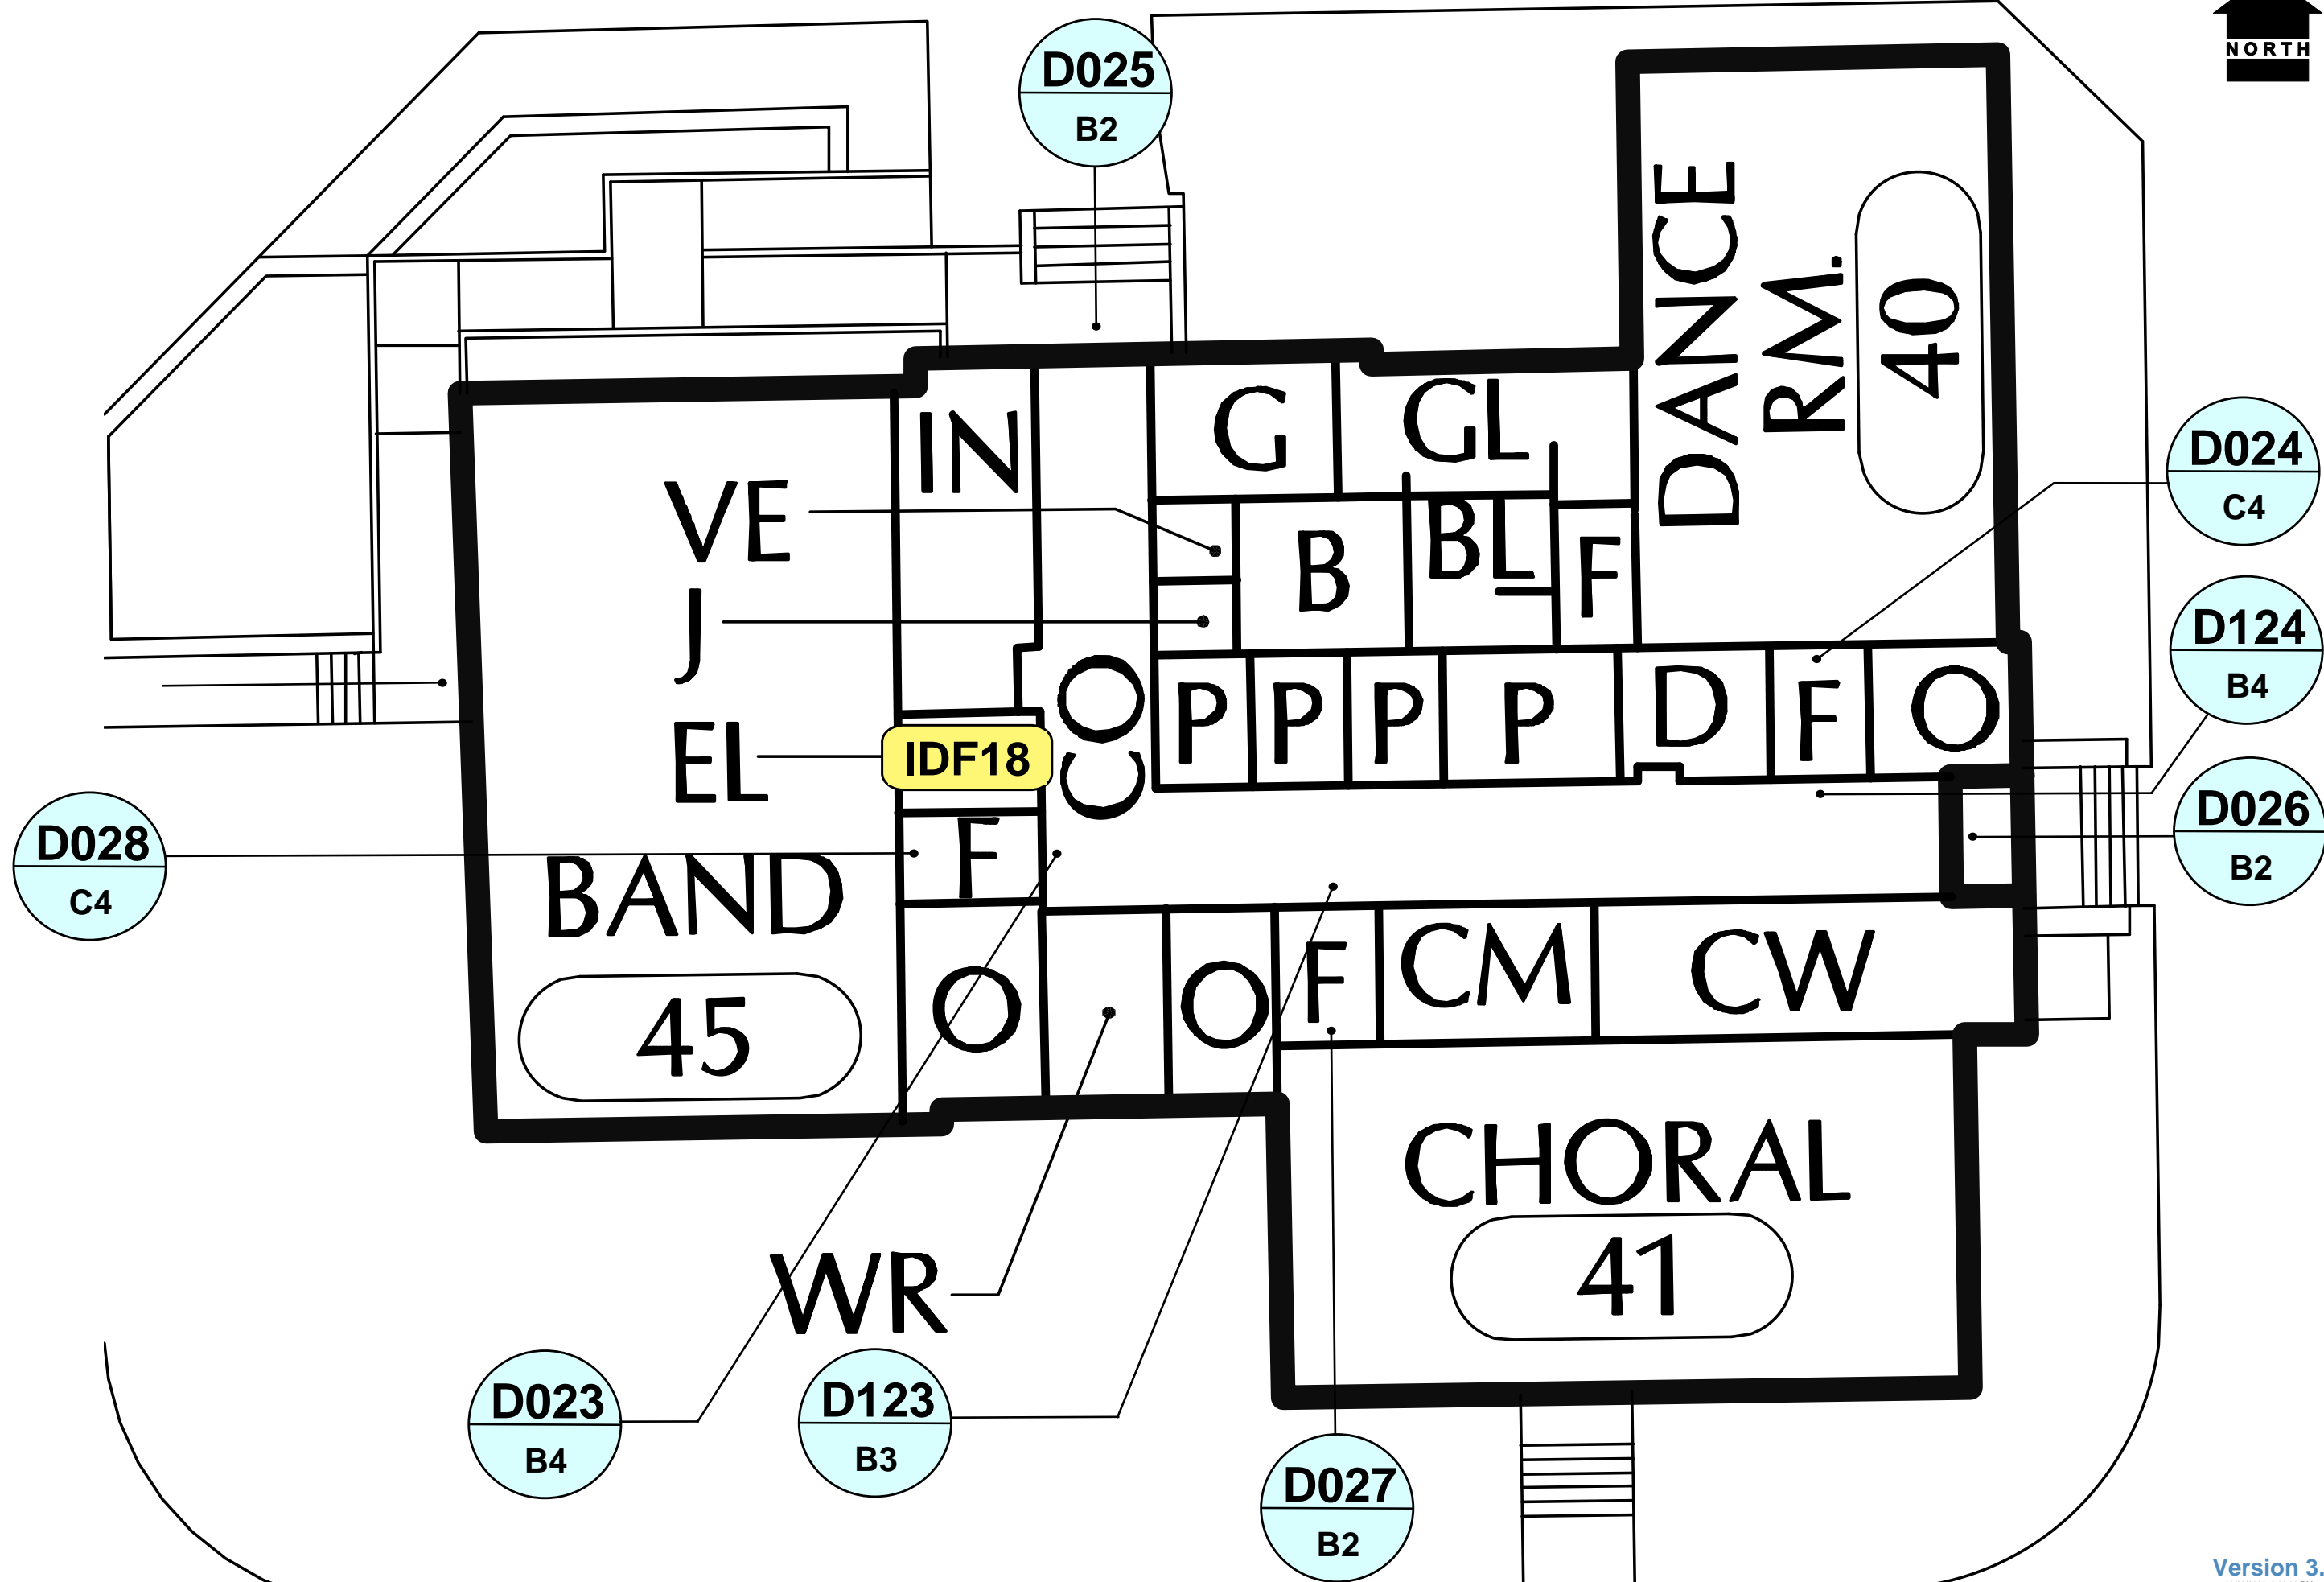 NORTH
D025
B2
DANCE
RM.
40
IN
G
GL
VE
B
BL
F
D024
C4
J
CO
P
P
P
P
D
F
O
D124
B4
EL
IDF18
D026
B2
D028
C4
F
BAND
45
O
O
F
CM
CW
CHORAL
41
WR
D023
B4
D123
B3
D027
B2
Version 3.